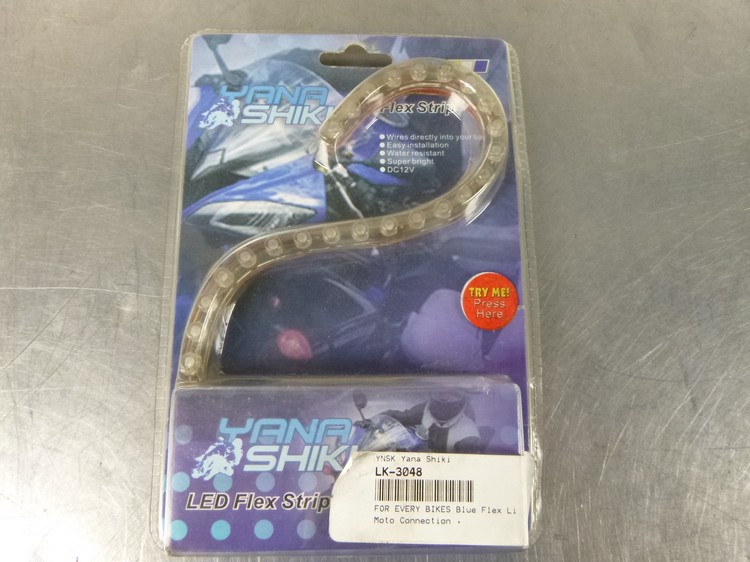 YANA
SHIKI
Flex Strip
Wires directly into your
Easy installation
Water resistant
Super bright
DC12V
TRY ME!
Press
Here
YANA
SHIKI
LED Flex Strip
YNSK Yana Shiki
LK-3048
FOR EVERY BIKES Blue Flex Li
Moto Connection .